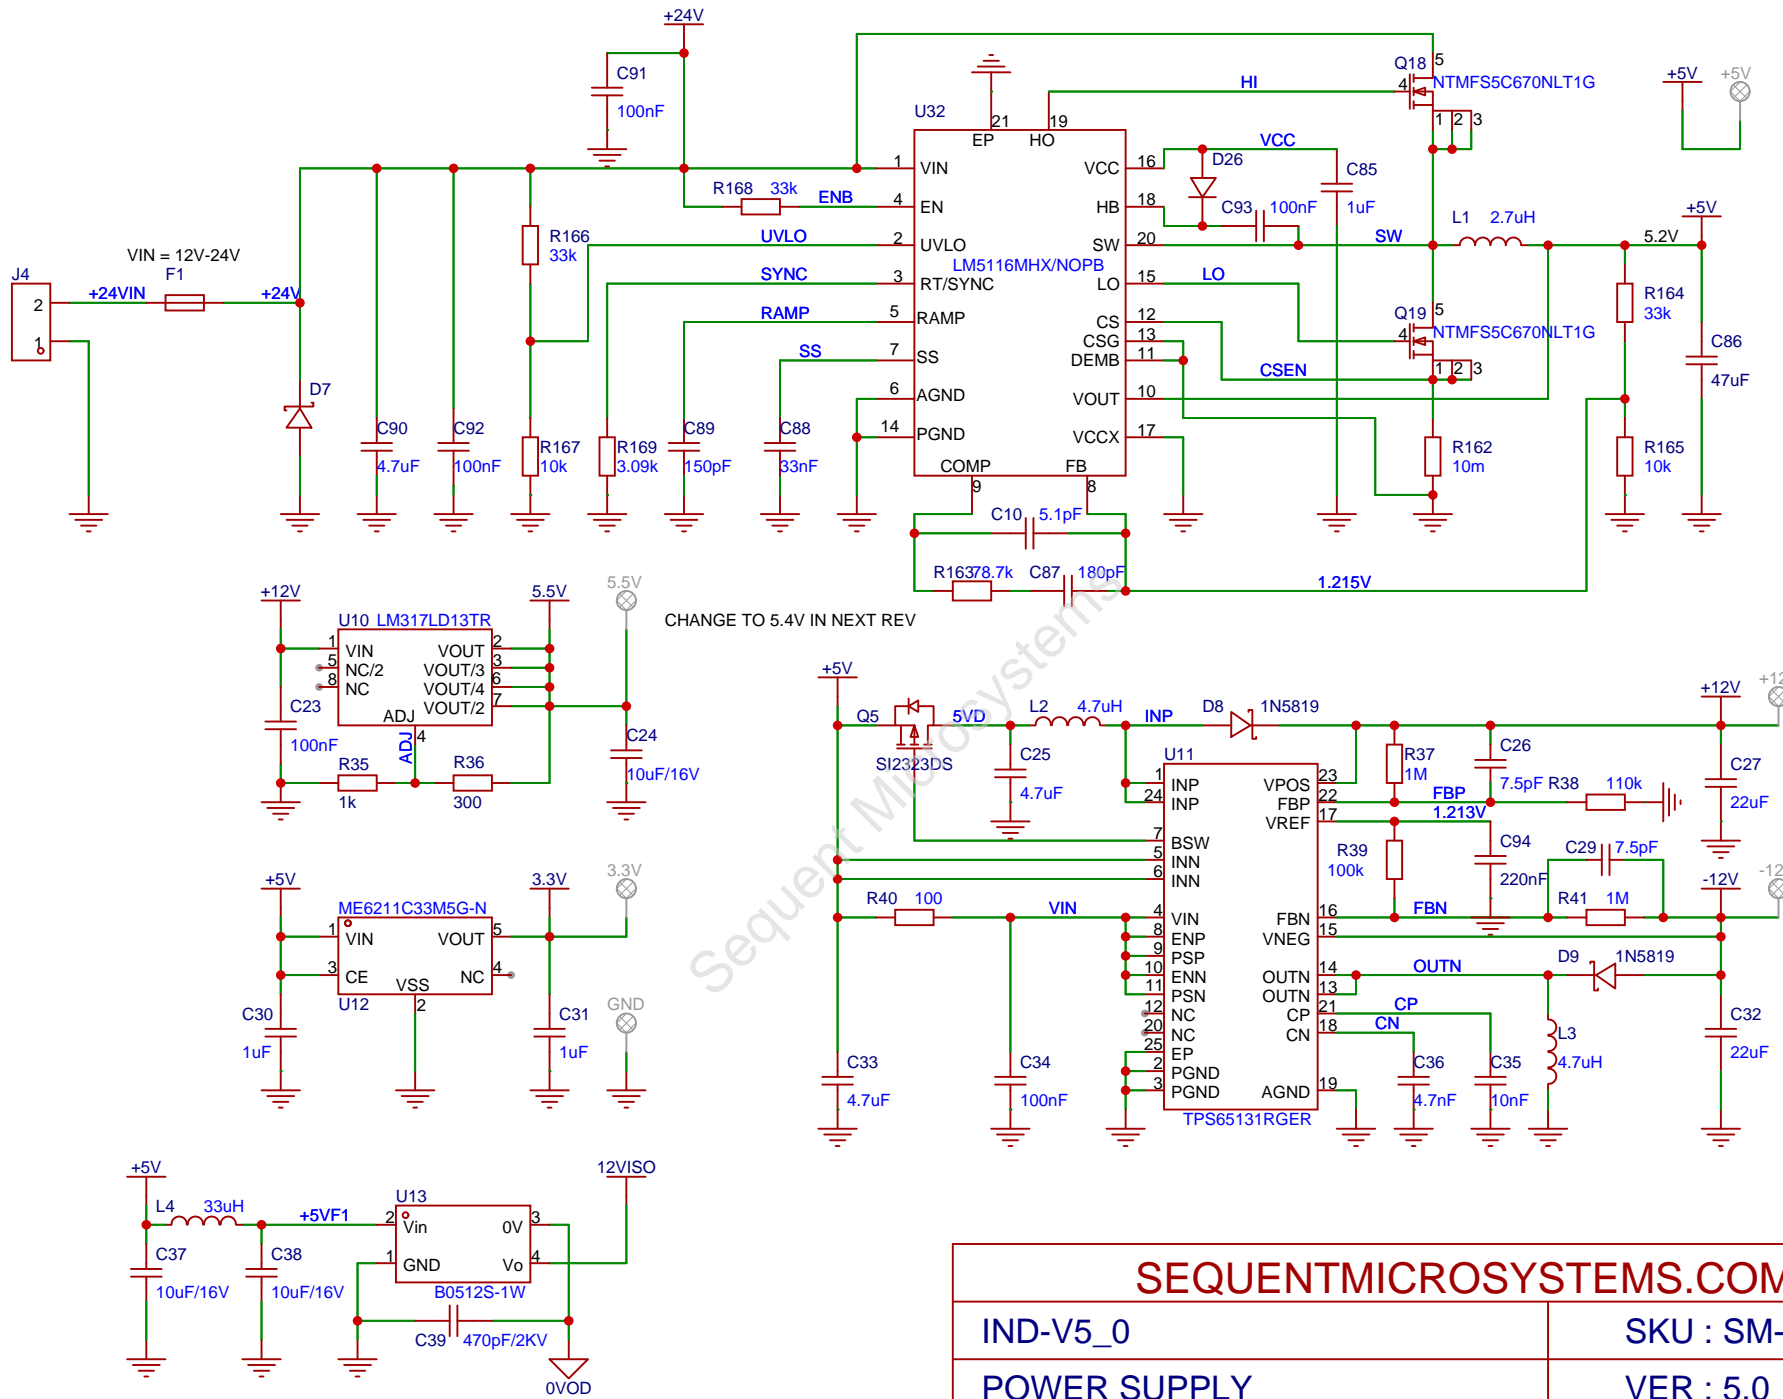 +24V
C91
100nF
VIN = 12V-24V
J4
2
1
+24VIN
F1
+24V
D7
C90
4.7uF
C92
100nF
R166
33k
R167
10k
R168 33k
ENB
UVLO
SYNC
RAMP
SS
R169
3.09k
C89
150pF
C88
33nF
U32
LM5116MHX/NOPB
21
EP
19
HO
1 VIN
4 EN
2 UVLO
3 RT/SYNC
5 RAMP
7 SS
6 AGND
14 PGND
COMP
9
FB
8
VCC 16
HB 18
SW 20
LO 15
CS 12
CSG 13
DEMB 11
VOUT 10
VCCX 17
HI
VCC
D26
C93 100nF
C85
1uF
SW
LO
CSEN
Q18
NTMFS5C670NLT1G
5
4
1 2 3
Q19
NTMFS5C670NLT1G
5
4
1 2 3
L1 2.7uH
5.2V
+5V
R164
33k
R165
10k
C86
47uF
R162
10m
+5V
+5V
C10 5.1pF
R163 78.7k
C87 180pF
1.215V
CHANGE TO 5.4V IN NEXT REV
+12V
U10 LM317LD13TR
1 VIN
5 NC/2
8 NC
VOUT 2
VOUT/3 3
VOUT/4 6
VOUT/2 7
ADJ
4
ADJ
C23
100nF
R35
1k
R36
300
5.5V
5.5V
C24
10uF/16V
+5V
ME6211C33M5G-N
1 VIN
3 CE
VSS
2
VOUT 5
NC 4
U12
C30
1uF
3.3V
3.3V
C31
1uF
GND
+5V
L4 33uH
+5VF1
C37
10uF/16V
C38
10uF/16V
U13
2 Vin
1 GND
0V 3
Vo 4
B0512S-1W
C39 470pF/2KV
12VISO
0VOD
+5V
Q5
SI2323DS
5VD
L2 4.7uH
C25
4.7uF
INP
D8 1N5819
U11
1 INP
24 INP
7 BSW
5 INN
6 INN
4 VIN
8 ENP
9 PSP
10 ENN
11 PSN
12 NC
20 NC
25 EP
2 PGND
3 PGND
VPOS 23
FBP 22
VREF 17
FBN 16
VNEG 15
OUTN 14
OUTN 13
CP 21
CN 18
AGND 19
TPS65131RGER
R40 100
VIN
C33
4.7uF
C34
100nF
R37
1M
C26
7.5pF
R38 110k
FBP
1.213V
R39
100k
C94
220nF
C29 7.5pF
R41 1M
FBN
OUTN
D9 1N5819
CP
CN
C36
4.7nF
C35
10nF
L3
4.7uH
+12V
C27
22uF
-12V
C32
22uF
Sequent Microsystems
SEQUENTMICROSYSTEMS.COM
IND-V5_0
SKU : SM-
POWER SUPPLY
VER : 5.0